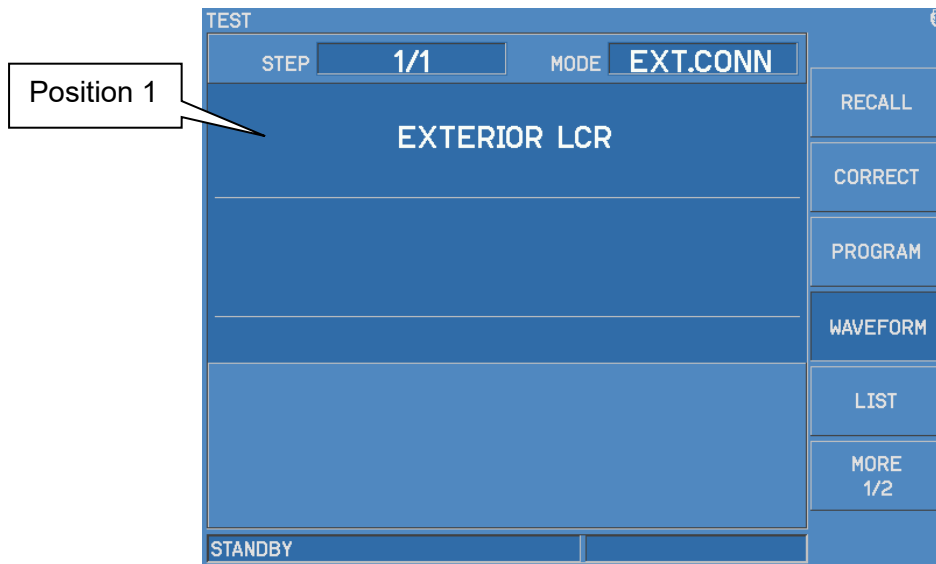 TEST
STEP 1/1 MODE EXT.CONN
Position 1
EXTERIOR LCR
RECALL
CORRECT
PROGRAM
WAVEFORM
LIST
MORE
1/2
STANDBY